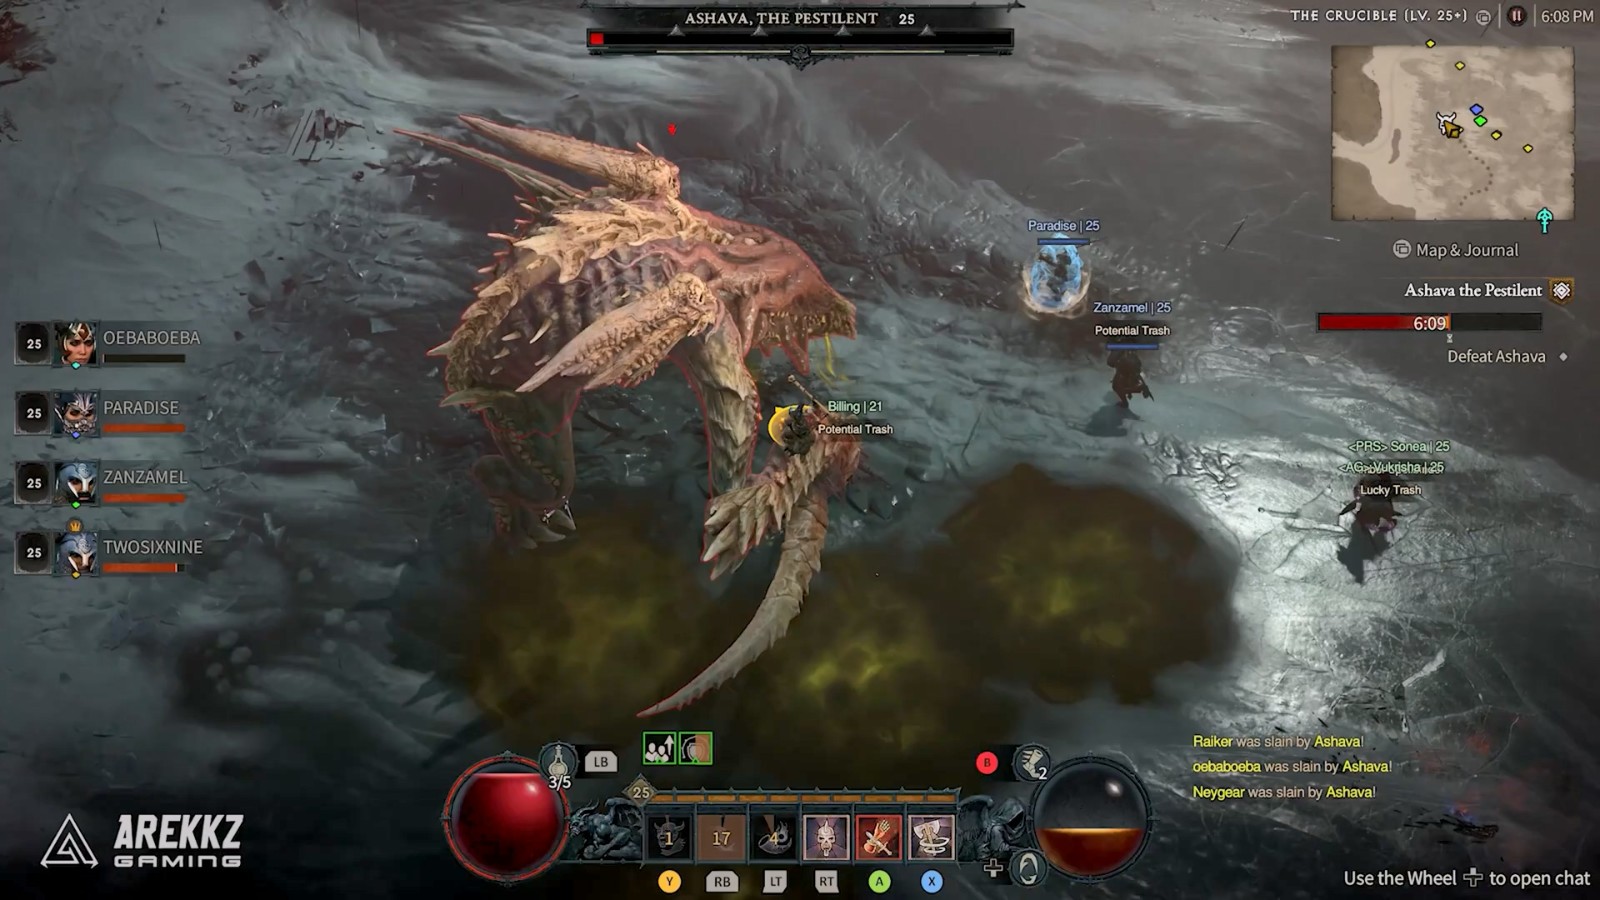 ASHAVA, THE PESTILENT 25
THE CRUCIBLE (LV. 25+) 6:08 PM
Map & Journal
Ashava the Pestilent
6:09
Defeat Ashava
Paradise | 25
Zanzamel | 25
Potential Trash
Billing | 21
Potential Trash
<PRS> Sonea | 25
<AG> Vukrisha | 25
Lucky Trash
25 OEBABOEBA
25 PARADISE
25 ZANZAMEL
25 TWOSIXNINE
Raiker was slain by Ashava!
oebaboeba was slain by Ashava!
Neygear was slain by Ashava!
3/5 LB
B 2
25
1 17 4
Y RB LT RT A X
AREKKZ
GAMING
Use the Wheel to open chat